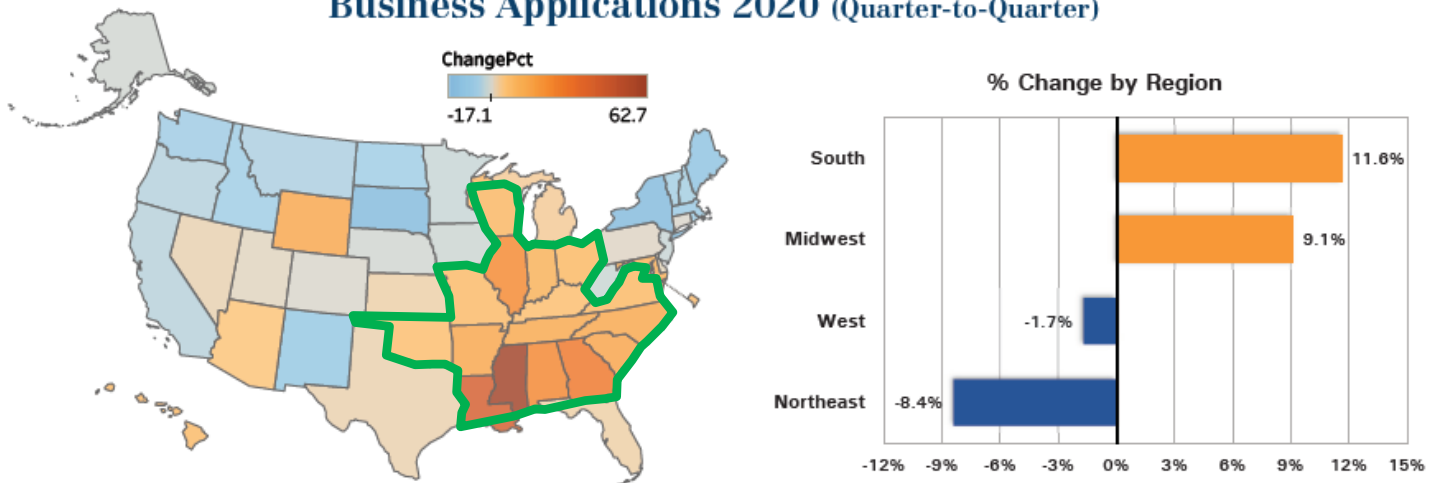 Business Applications 2020 (Quarter-to-Quarter)
ChangePct
-17.1 62.7
% Change by Region
South 11.6%
Midwest 9.1%
West -1.7%
Northeast -8.4%
-12% -9% -6% -3% 0% 3% 6% 9% 12% 15%